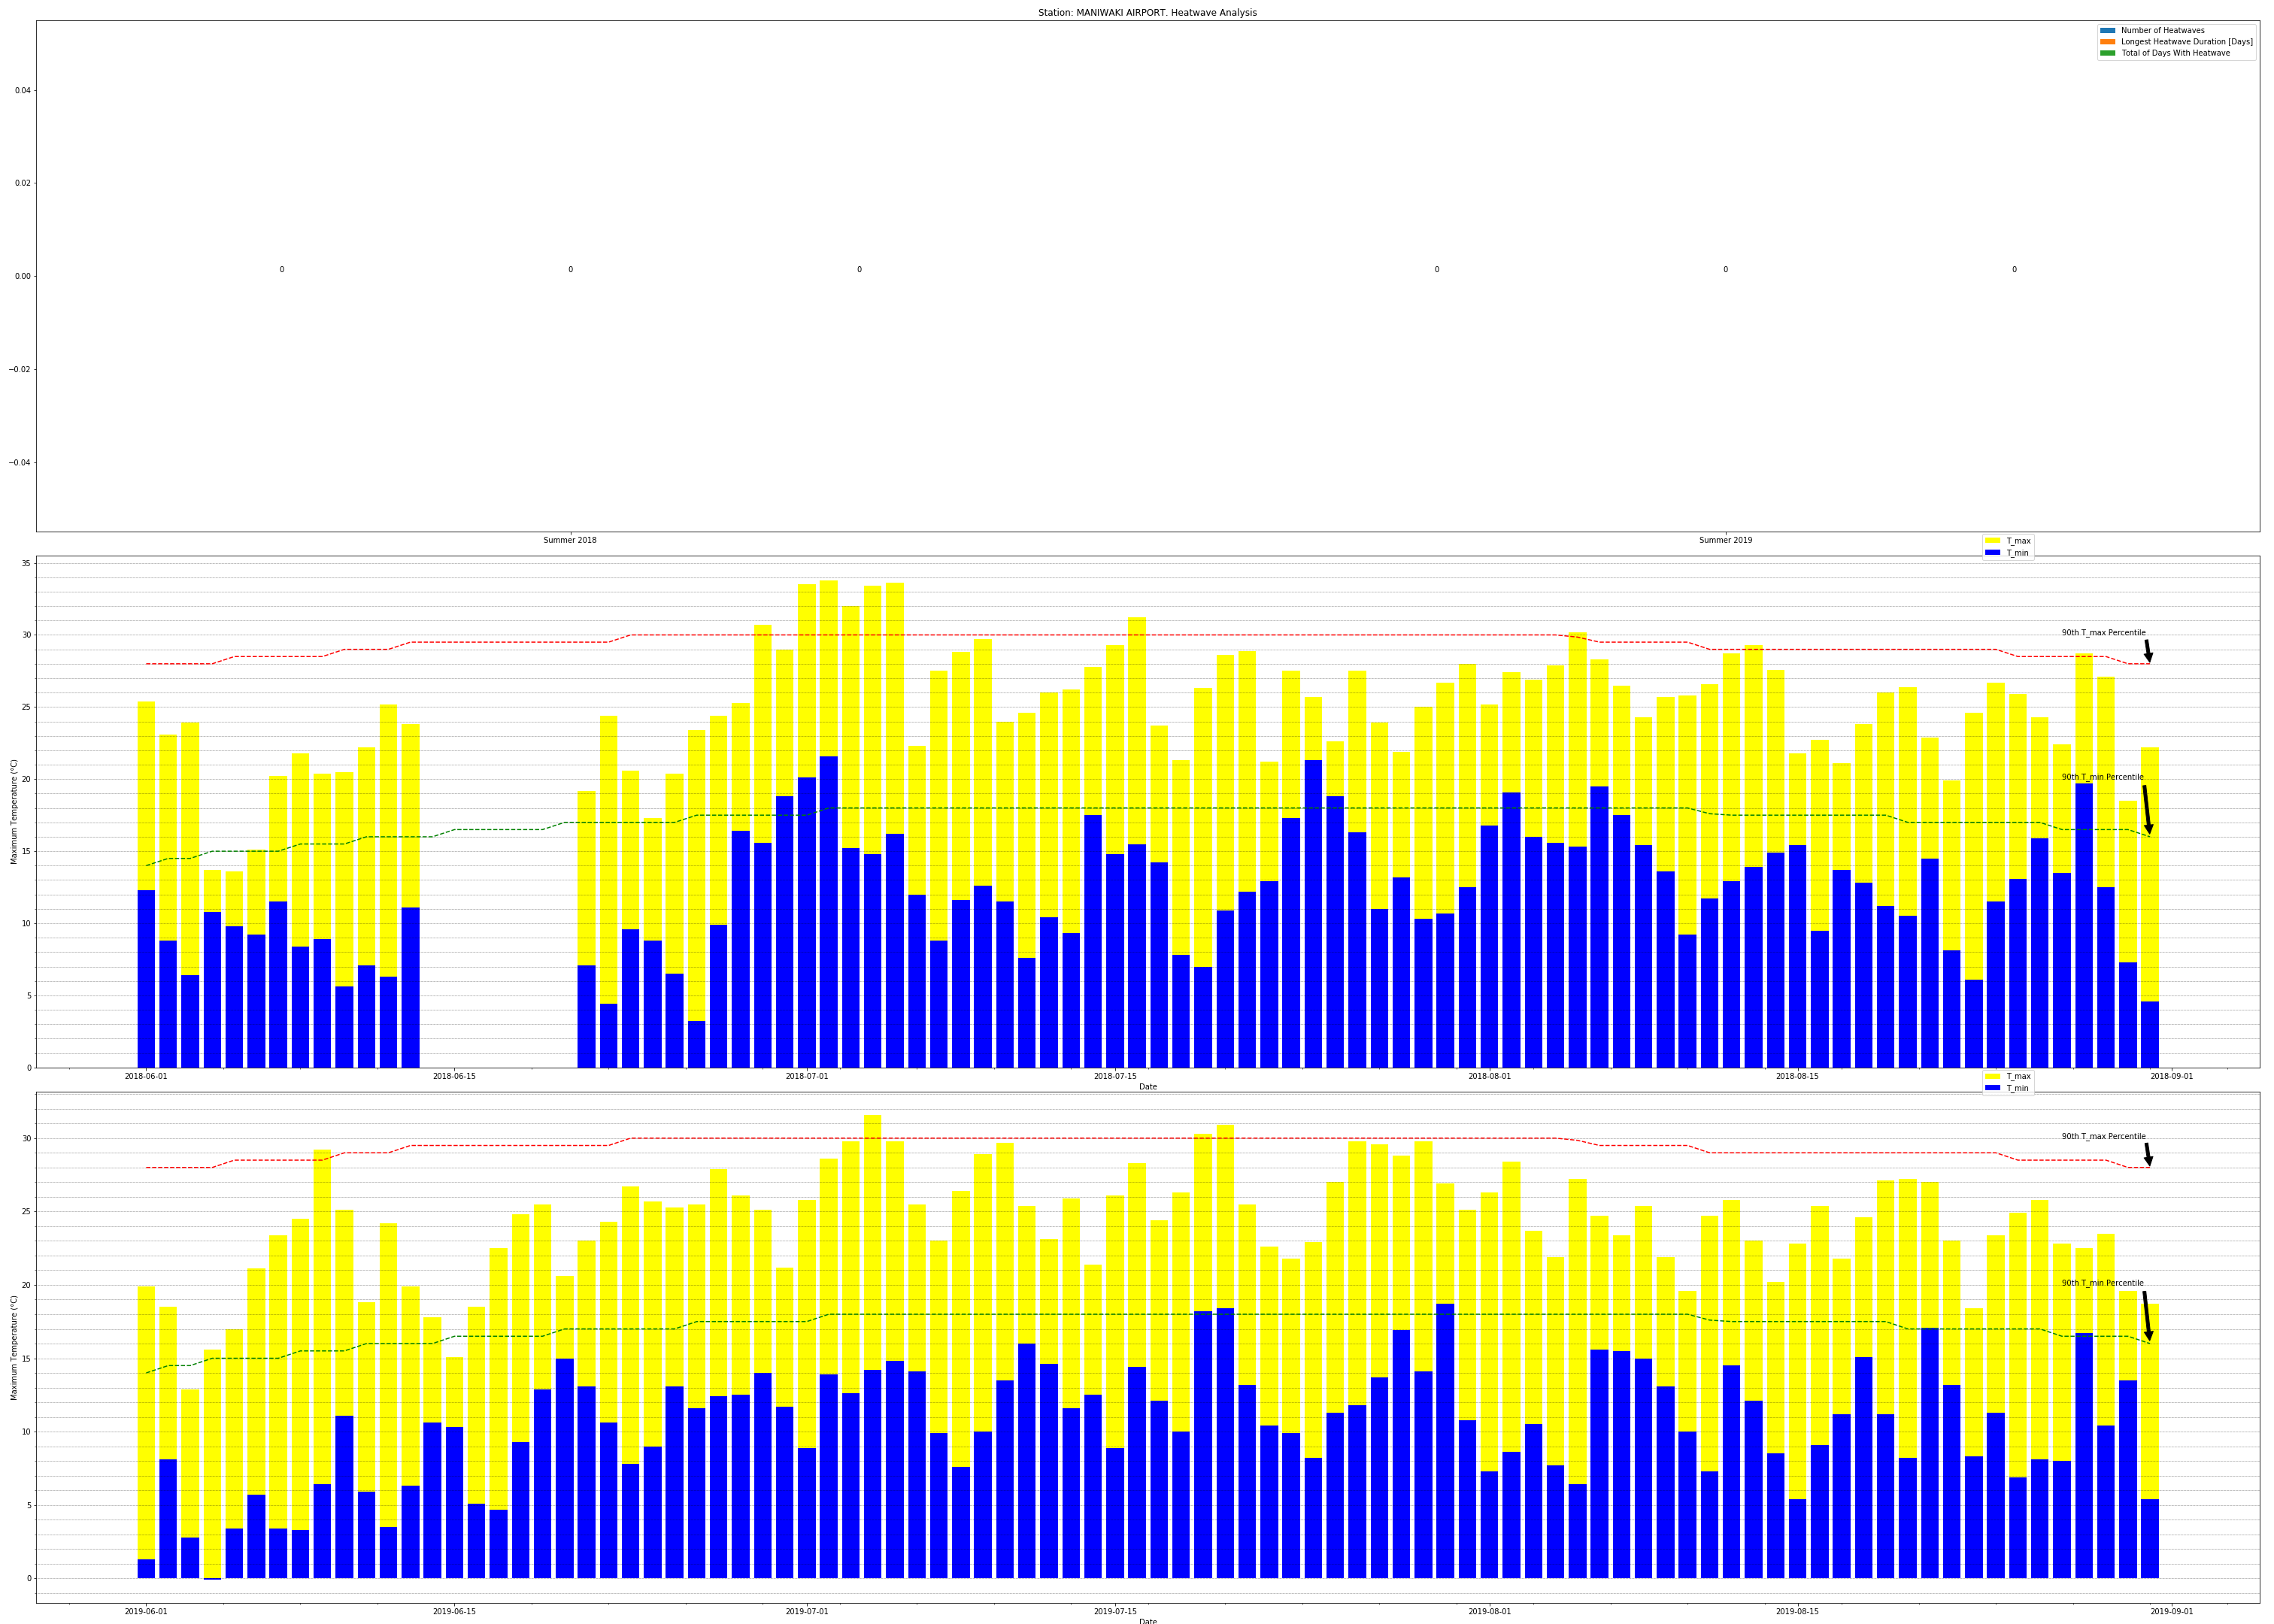 Station: MANIWAKI AIRPORT. Heatwave Analysis
Number of Heatwaves
Longest Heatwave Duration [Days]
Total of Days With Heatwave
0.04
0.02
0.00
−0.02
−0.04
0 0 0 0 0 0
Summer 2018 Summer 2019
T_max
T_min
35
30
25
20
15
10
5
0
Maximum Temperature (°C)
90th T_max Percentile
90th T_min Percentile
2018-06-01 2018-06-15 2018-07-01 2018-07-15 2018-08-01 2018-08-15 2018-09-01
Date
T_max
T_min
30
25
20
15
10
5
0
Maximum Temperature (°C)
90th T_max Percentile
90th T_min Percentile
2019-06-01 2019-06-15 2019-07-01 2019-07-15 2019-08-01 2019-08-15 2019-09-01
Date